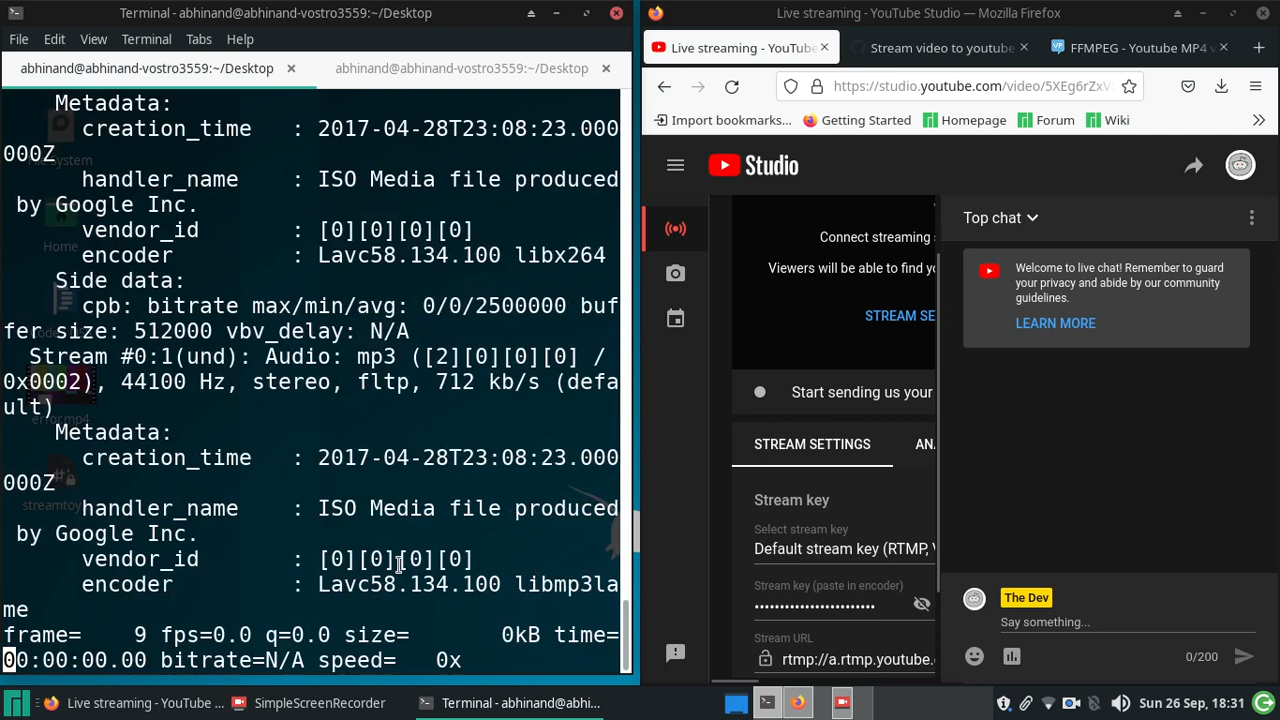 Terminal - abhinand@abhinand-vostro3559:~/Desktop
File Edit View Terminal Tabs Help
abhinand@abhinand-vostro3559:~/Desktop
abhinand@abhinand-vostro3559:~/Desktop
Metadata:
creation_time : 2017-04-28T23:08:23.000
000Z
handler_name : ISO Media file produced
by Google Inc.
vendor_id : [0][0][0][0]
encoder : Lavc58.134.100 libx264
Side data:
cpb: bitrate max/min/avg: 0/0/2500000 buf
fer size: 512000 vbv_delay: N/A
Stream #0:1(und): Audio: mp3 ([2][0][0][0] /
0x0002), 44100 Hz, stereo, fltp, 712 kb/s (defa
ult)
Metadata:
creation_time : 2017-04-28T23:08:23.000
000Z
handler_name : ISO Media file produced
by Google Inc.
vendor_id : [0][0][0][0]
encoder : Lavc58.134.100 libmp3la
me
frame= 9 fps=0.0 q=0.0 size= 0kB time=
00:00:00.00 bitrate=N/A speed= 0x
File System
Home
error.mp4
Live streaming - YouTube Studio — Mozilla Firefox
Live streaming - YouTube
Stream video to youtube
FFMPEG - Youtube MP4 v
https://studio.youtube.com/video/5XEg6rZxV
Import bookmarks...
Getting Started
Homepage
Forum
Wiki
Studio
Connect streaming
Viewers will be able to find yo
STREAM SE
Start sending us your
STREAM SETTINGS
AN
Stream key
Select stream key
Default stream key (RTMP, V
Stream key (paste in encoder)
••••••••••••••••••••••••
Stream URL
rtmp://a.rtmp.youtube.
Top chat
Welcome to live chat! Remember to guard
your privacy and abide by our community
guidelines.
LEARN MORE
The Dev
Say something...
0/200
Live streaming - YouTube ...
SimpleScreenRecorder
Terminal - abhinand@abhi...
Sun 26 Sep, 18:31